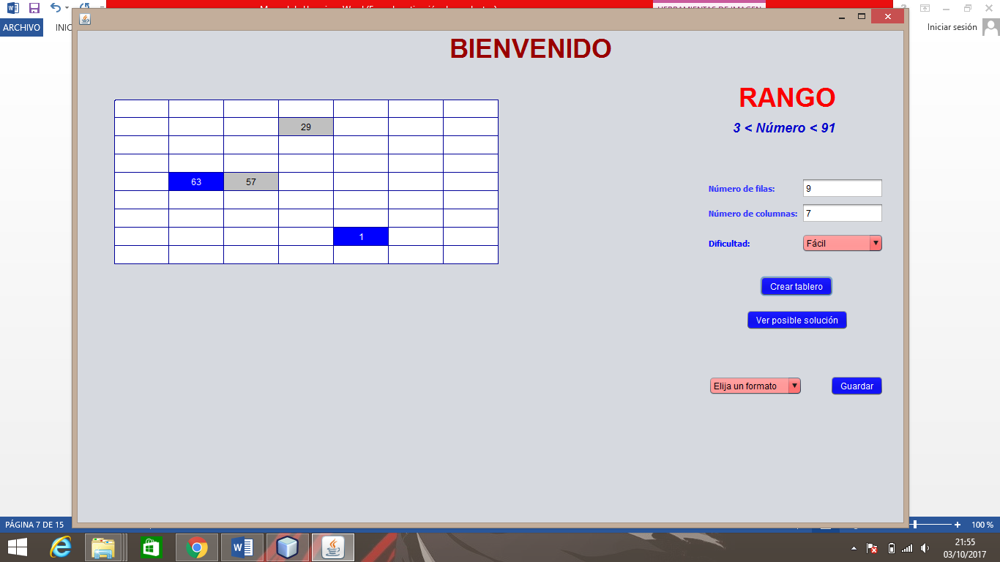 ARCHIVO
INIC
HERRAMIENTAS DE IMAGEN
Iniciar sesión
BIENVENIDO
RANGO
3 < Número < 91
29
63 57
1
Número de filas: 9
Número de columnas: 7
Dificultad: Fácil
Crear tablero
Ver posible solución
Elija un formato
Guardar
PÁGINA 7 DE 15
100 %
21:55
03/10/2017